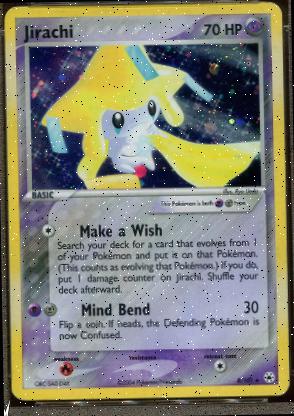 Jirachi 70 HP
BASIC
This Pokémon is both type.
Make a Wish
Search your deck for a card that evolves from 1
of your Pokémon and put it on that Pokémon.
(This counts as evolving that Pokémon.) If you do,
put 1 damage counter on Jirachi. Shuffle your
deck afterward.
Mind Bend 30
Flip a coin. If heads, the Defending Pokémon is
now Confused.
weakness resistance retreat cost